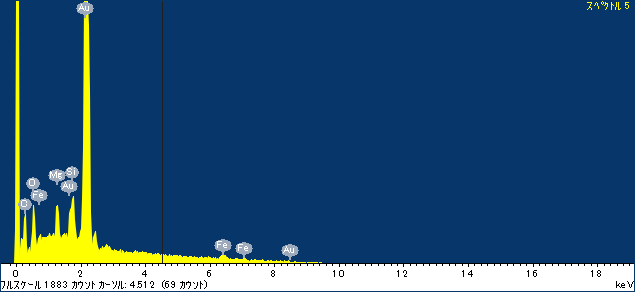 スペクトル 5
Au
Mg Si
O Au
Fe
C
Fe Fe Au
0 2 4 6 8 10 12 14 16 18
フルスケール 1883 カウント カーソル: 4.512 (69 カウント) keV